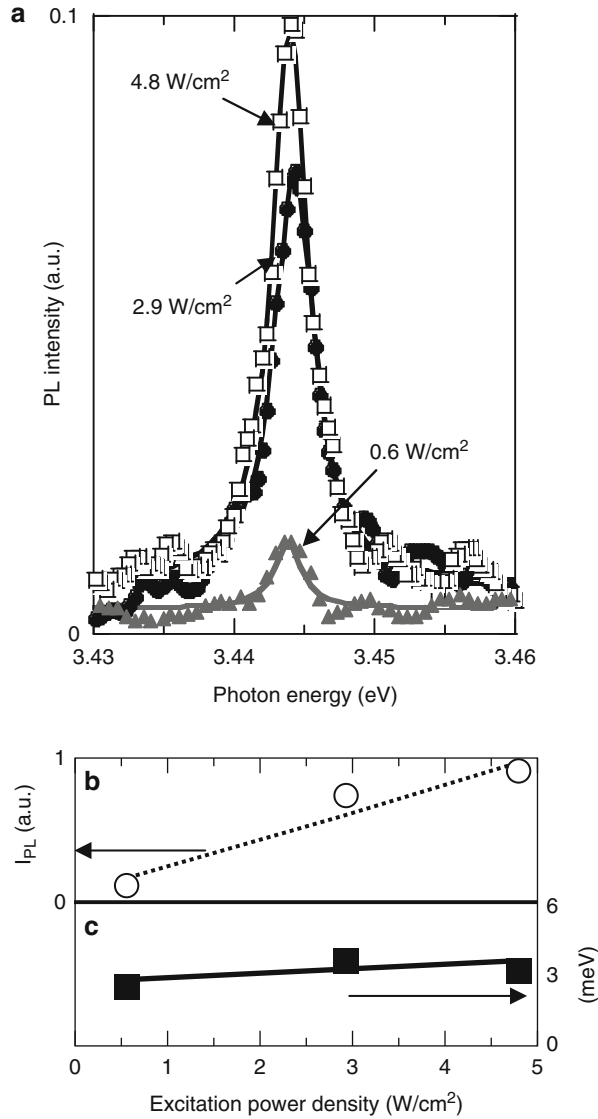 a
0.1
4.8 W/cm²
2.9 W/cm²
0.6 W/cm²
PL intensity (a.u.)
0
3.43 3.44 3.45 3.46
Photon energy (eV)
1
b
I_PL (a.u.)
0
6
c
3
(meV)
0
0 1 2 3 4 5
Excitation power density (W/cm²)